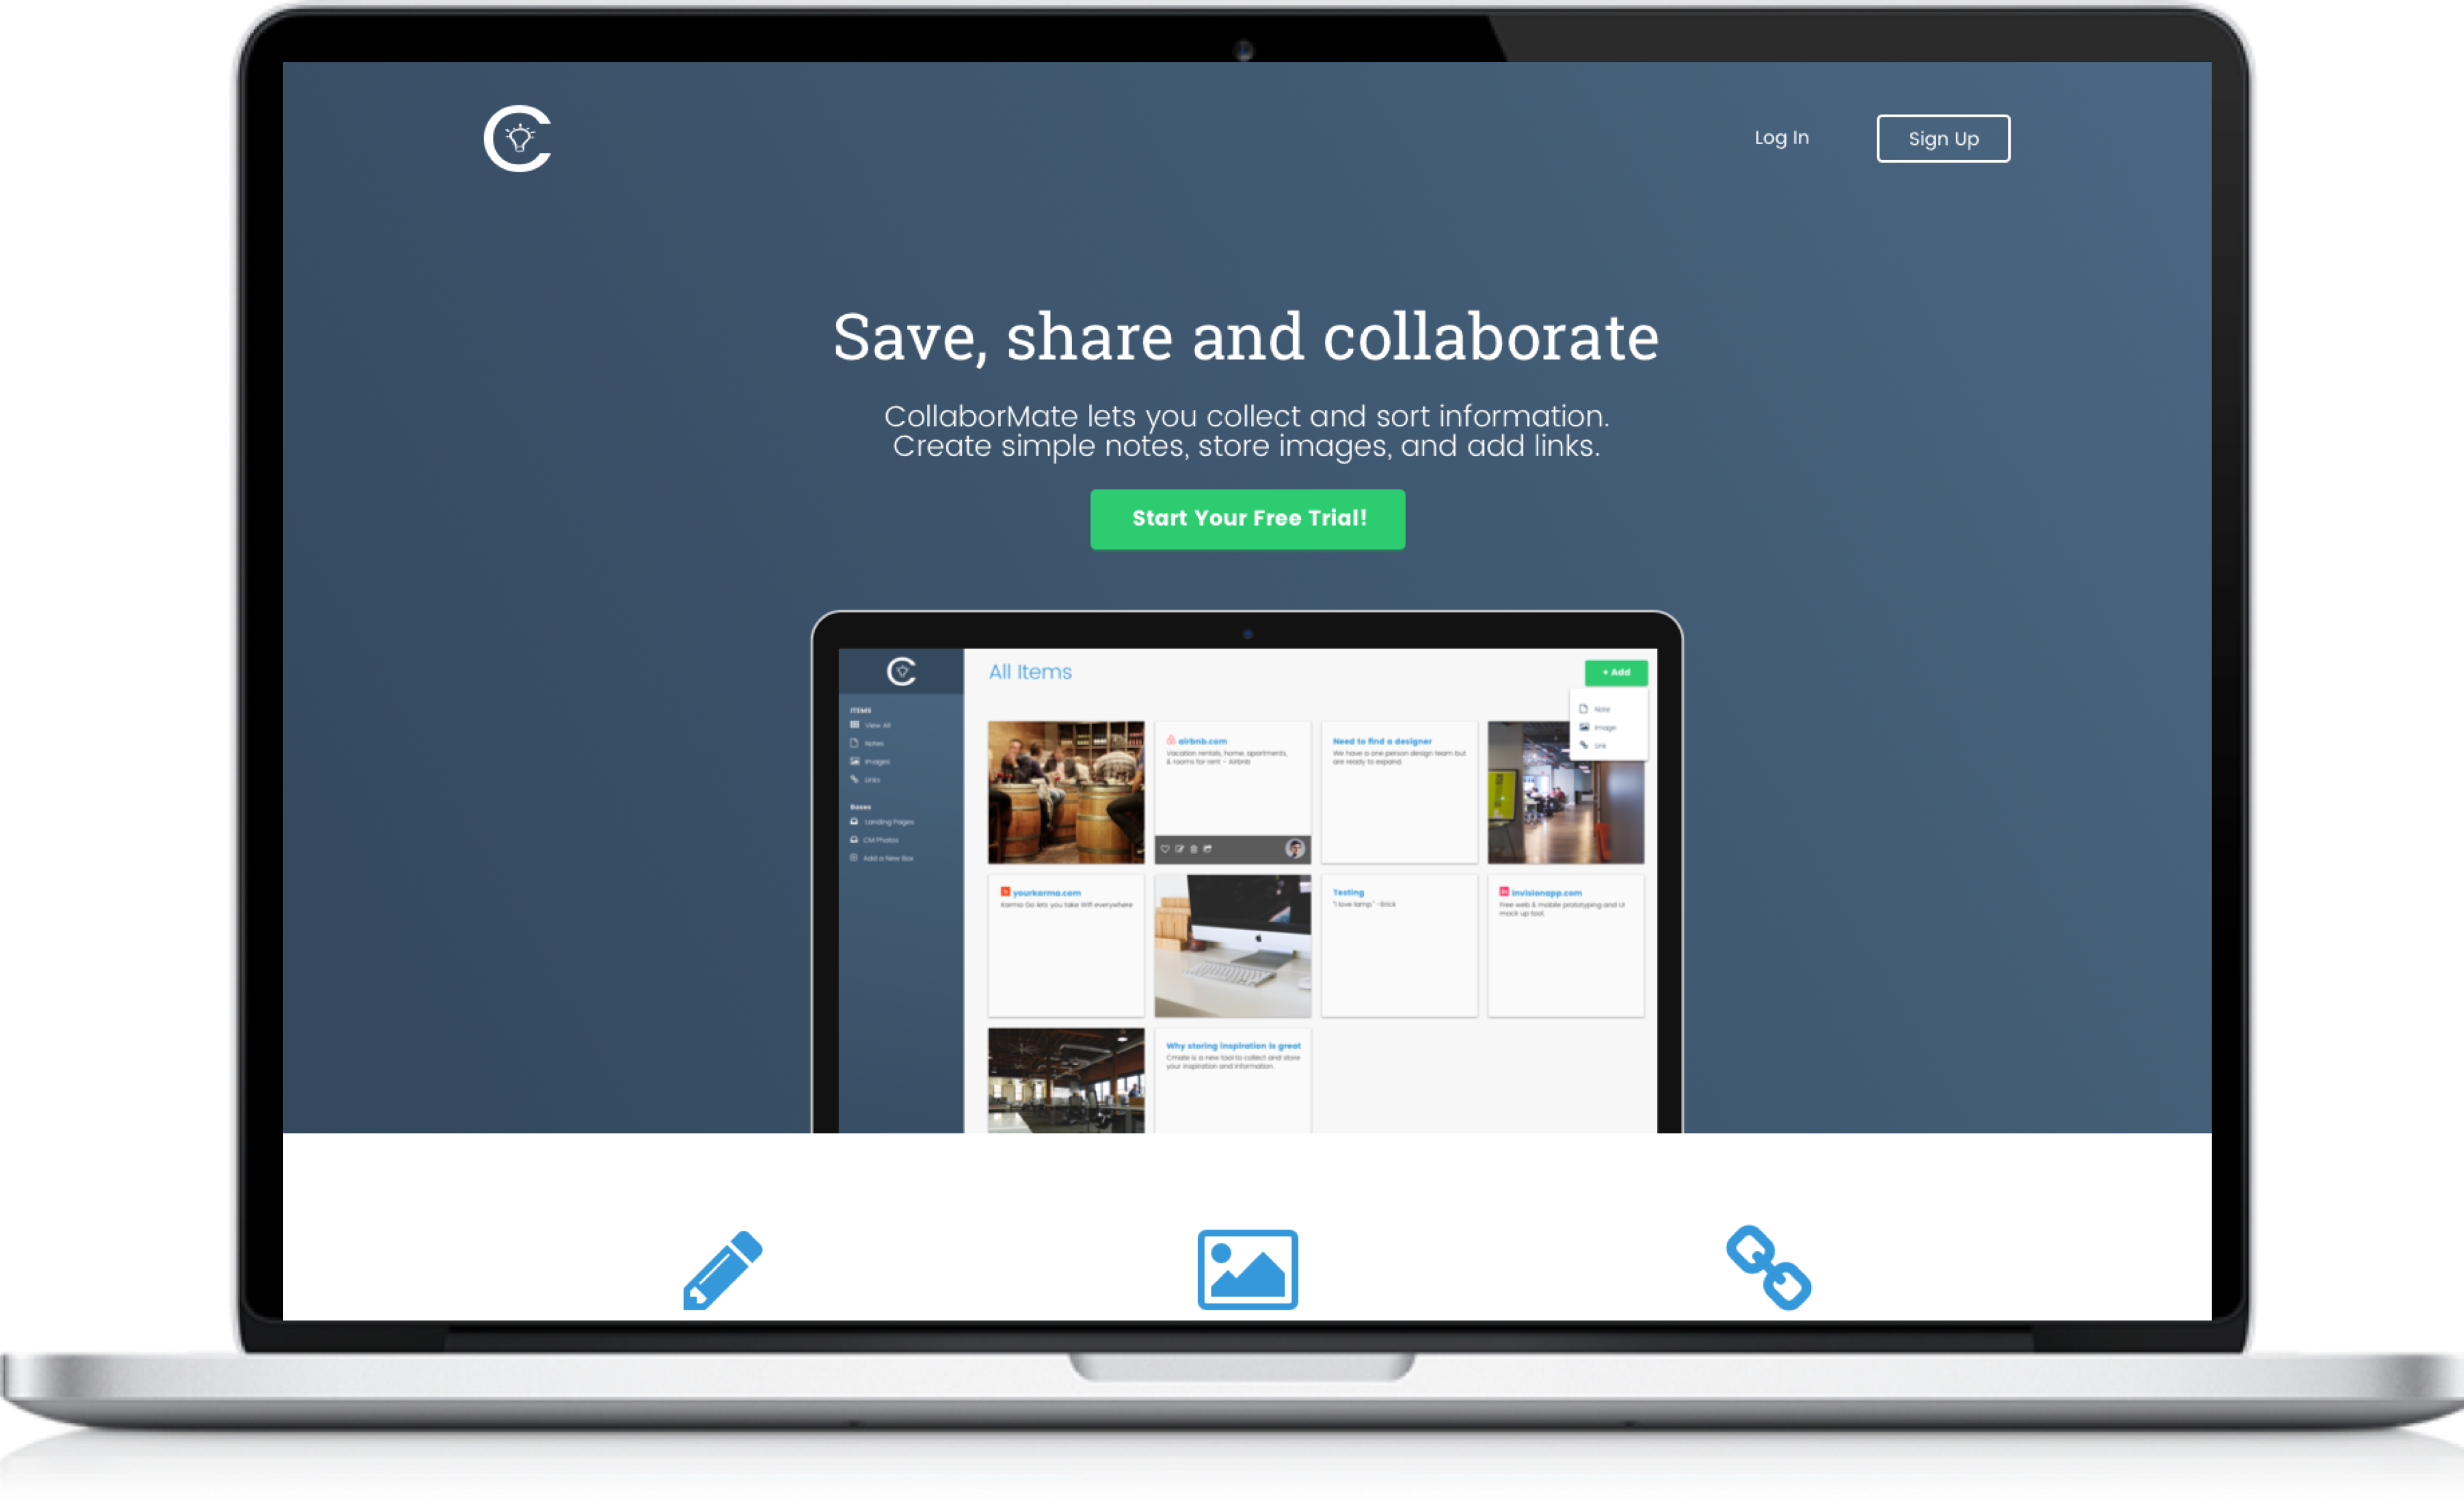 Log In
Sign Up
Save, share and collaborate
CollaborMate lets you collect and sort information.
Create simple notes, store images, and add links.
Start Your Free Trial!
All Items
+ Add
Note
Image
Link
ITEMS
View All
Notes
Images
Links
Boxes
Landing Pages
CM Photos
Add a New Box
airbnb.com
Vacation rentals, home, apartments,
& rooms for rent - Airbnb
Need to find a designer
We have a one person design team but
are ready to expand.
yourkarma.com
Karma Go lets you take Wifi everywhere
Testing
"I love lamp." -Brick
invisionapp.com
Free web & mobile prototyping and UI
mock up tool.
Why storing inspiration is great
Cmate is a new tool to collect and store
your inspiration and information.